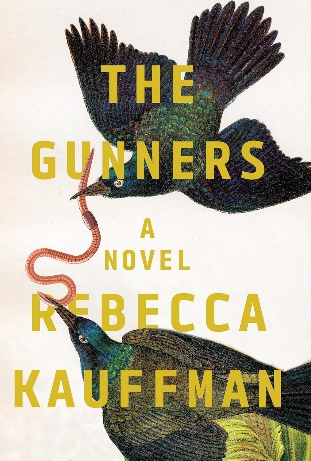 THE
GUNNERS
A
NOVEL
REBECCA
KAUFFMAN